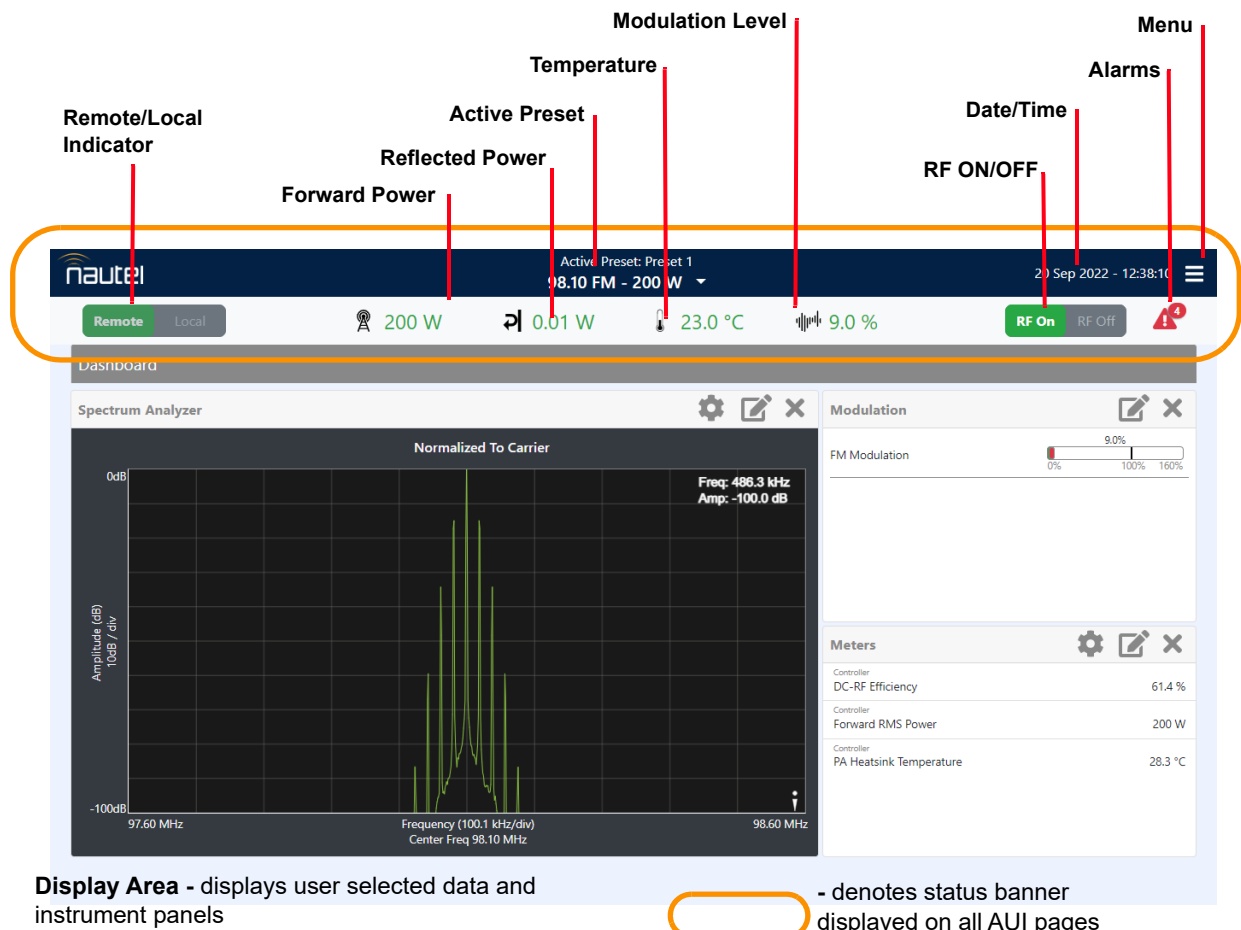 Modulation Level
Menu
Temperature
Alarms
Remote/Local
Indicator
Active Preset
Date/Time
Reflected Power
RF ON/OFF
Forward Power
nautel
Active Preset: Preset 1
98.10 FM - 200 W
20 Sep 2022 - 12:38:10
Remote Local
200 W
0.01 W
23.0 °C
9.0 %
RF On RF Off
4
Dashboard
Spectrum Analyzer
Normalized To Carrier
0dB
Freq: 486.3 kHz
Amp: -100.0 dB
Amplitude (dB)
10dB / div
-100dB
97.60 MHz
Frequency (100.1 kHz/div)
98.60 MHz
Center Freq 98.10 MHz
Modulation
FM Modulation
9.0%
0% 100% 160%
Meters
Controller
DC-RF Efficiency 61.4 %
Controller
Forward RMS Power 200 W
Controller
PA Heatsink Temperature 28.3 °C
Display Area - displays user selected data and
instrument panels
- denotes status banner
displayed on all AUI pages